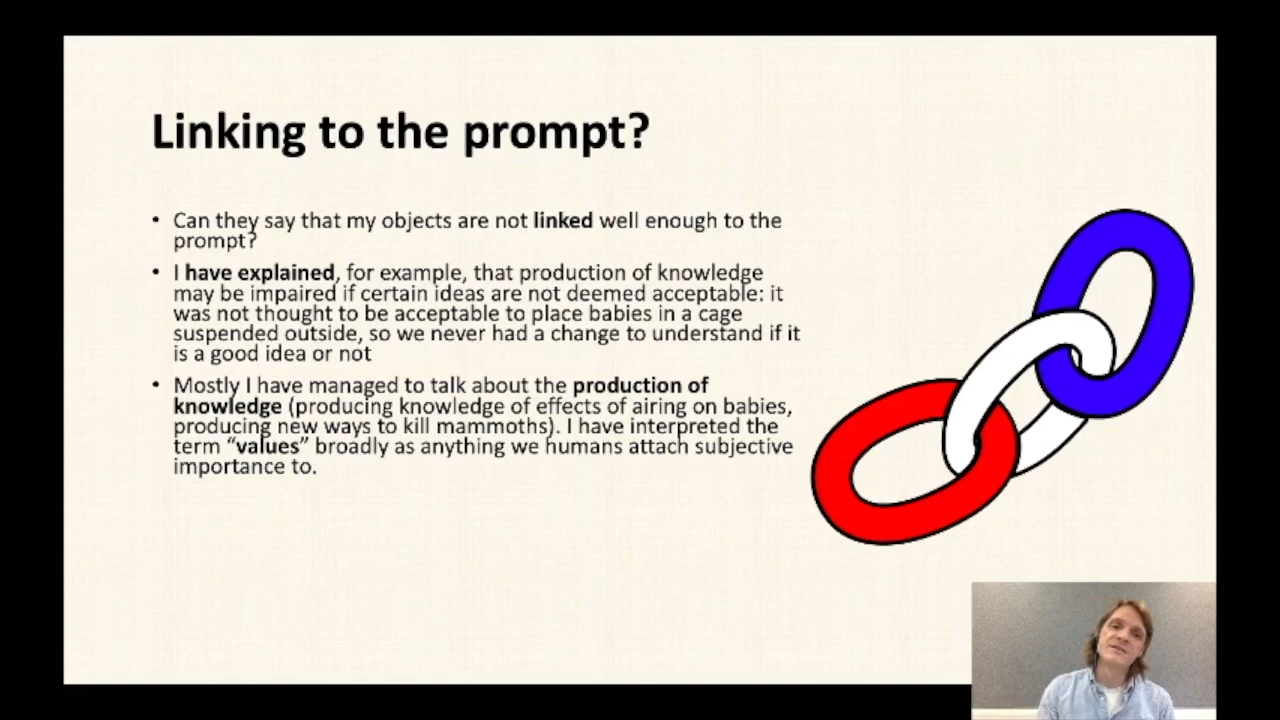 Linking to the prompt?
• Can they say that my objects are not linked well enough to the
prompt?
• I have explained, for example, that production of knowledge
may be impaired if certain ideas are not deemed acceptable: it
was not thought to be acceptable to place babies in a cage
suspended outside, so we never had a change to understand if it
is a good idea or not
• Mostly I have managed to talk about the production of
knowledge (producing knowledge of effects of airing on babies,
producing new ways to kill mammoths). I have interpreted the
term “values” broadly as anything we humans attach subjective
importance to.